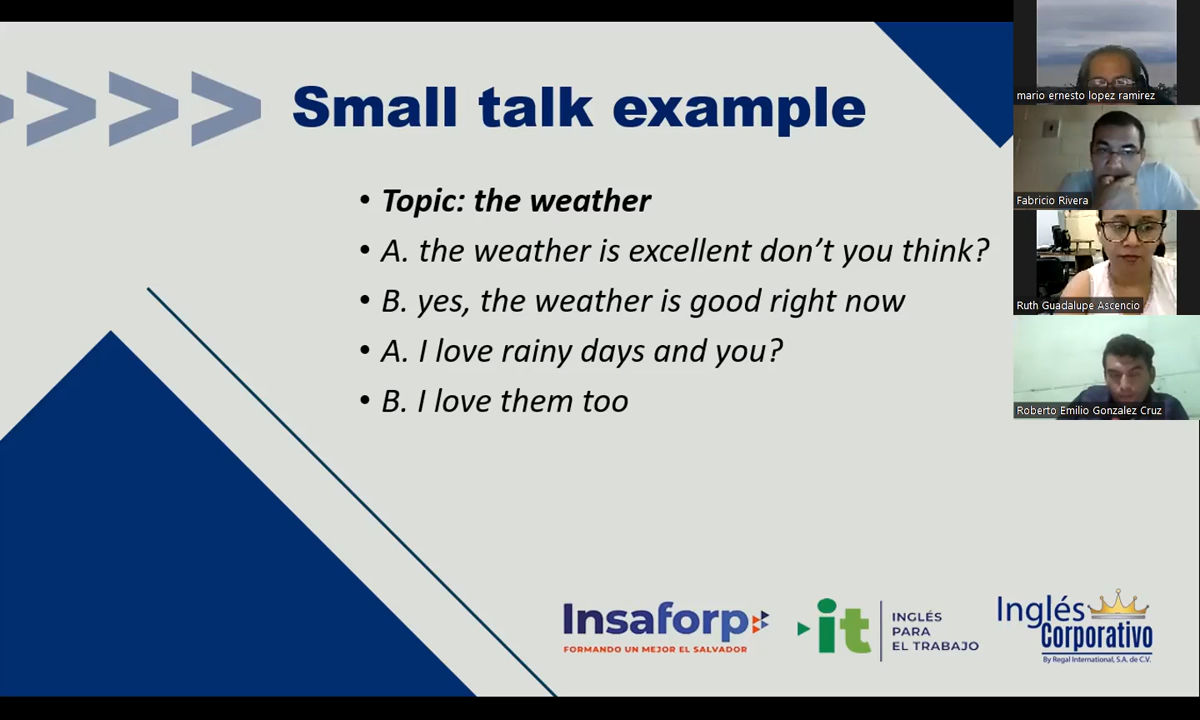 Small talk example
• Topic: the weather
• A. the weather is excellent don’t you think?
• B. yes, the weather is good right now
• A. I love rainy days and you?
• B. I love them too
mario ernesto lopez ramirez
Fabricio Rivera
Ruth Guadalupe Ascencio
Roberto Emilio Gonzalez Cruz
Insaforp
FORMANDO UN MEJOR EL SALVADOR
it
INGLÉS
PARA
EL TRABAJO
Inglés
Corporativo
By Regal International, S.A. de C.V.